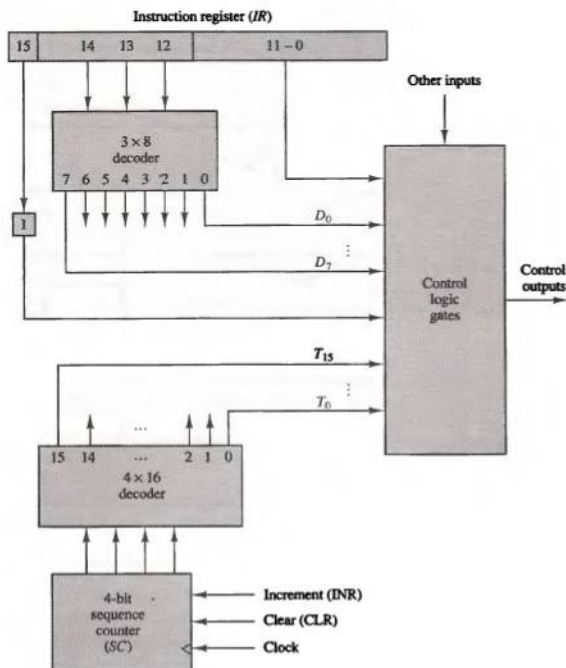 Instruction register (IR)
15 14 13 12 11 – 0
Other inputs
3 × 8
decoder
7 6 5 4 3 2 1 0
D0
⋮
I
D7
Control
logic
gates
Control
outputs
T15
⋮
T0
...
15 14 ... 2 1 0
4 × 16
decoder
4-bit
sequence
counter
(SC)
Increment (INR)
Clear (CLR)
Clock